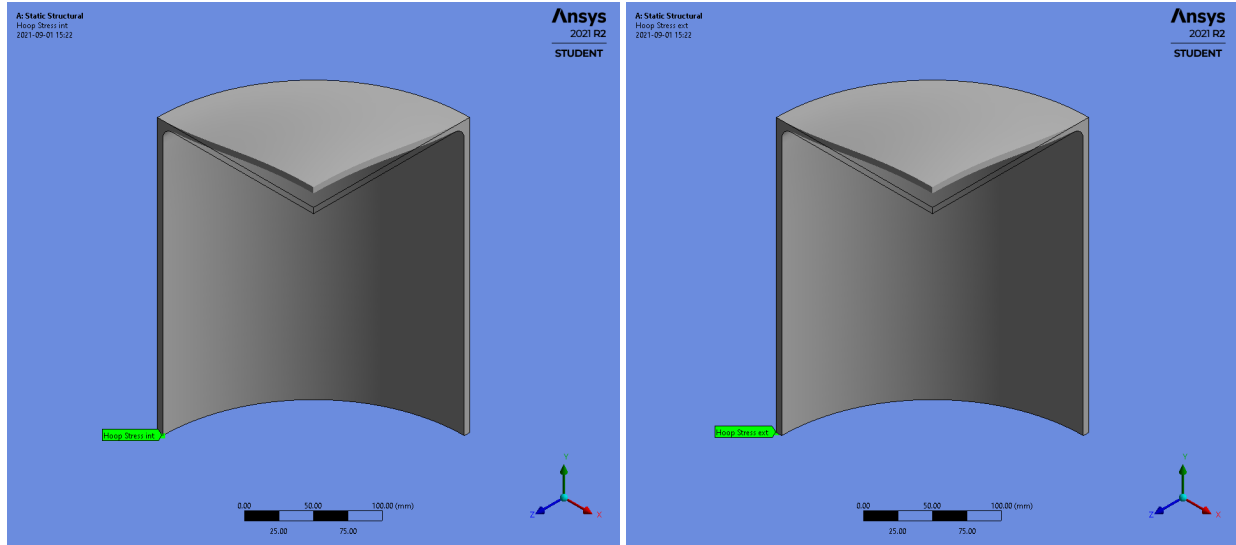 A: Static Structural
Hoop Stress int
2021-09-01 15:22
Ansys
2021 R2
STUDENT
Hoop Stress int
Y
Z
X
0.00 50.00 100.00 (mm)
25.00 75.00
A: Static Structural
Hoop Stress ext
2021-09-01 15:22
Ansys
2021 R2
STUDENT
Hoop Stress ext
Y
Z
X
0.00 50.00 100.00 (mm)
25.00 75.00